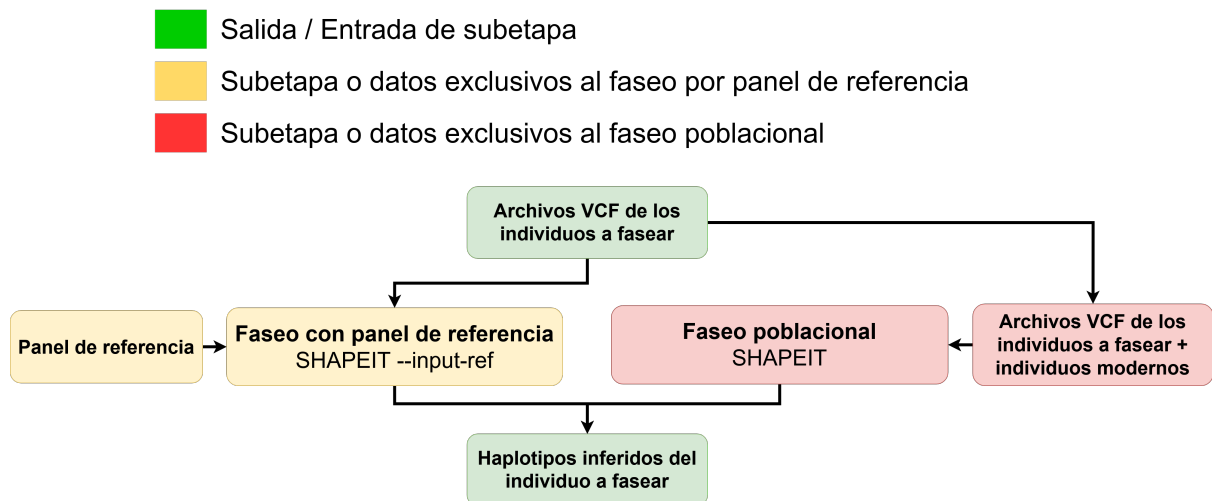 Salida / Entrada de subetapa
Subetapa o datos exclusivos al faseo por panel de referencia
Subetapa o datos exclusivos al faseo poblacional
Archivos VCF de los
individuos a fasear
Panel de referencia
Faseo con panel de referencia
SHAPEIT --input-ref
Faseo poblacional
SHAPEIT
Archivos VCF de los
individuos a fasear +
individuos modernos
Haplotipos inferidos del
individuo a fasear